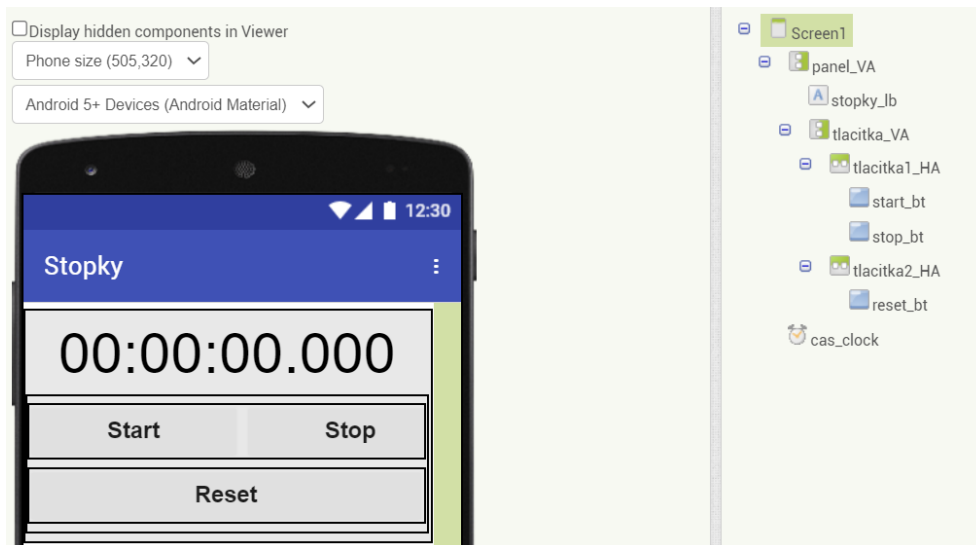 Display hidden components in Viewer
Phone size (505,320)
Android 5+ Devices (Android Material)
12:30
Stopky
00:00:00.000
Start Stop
Reset
Screen1
panel_VA
A
stopky_lb
tlacitka_VA
tlacitka1_HA
start_bt
stop_bt
tlacitka2_HA
reset_bt
cas_clock